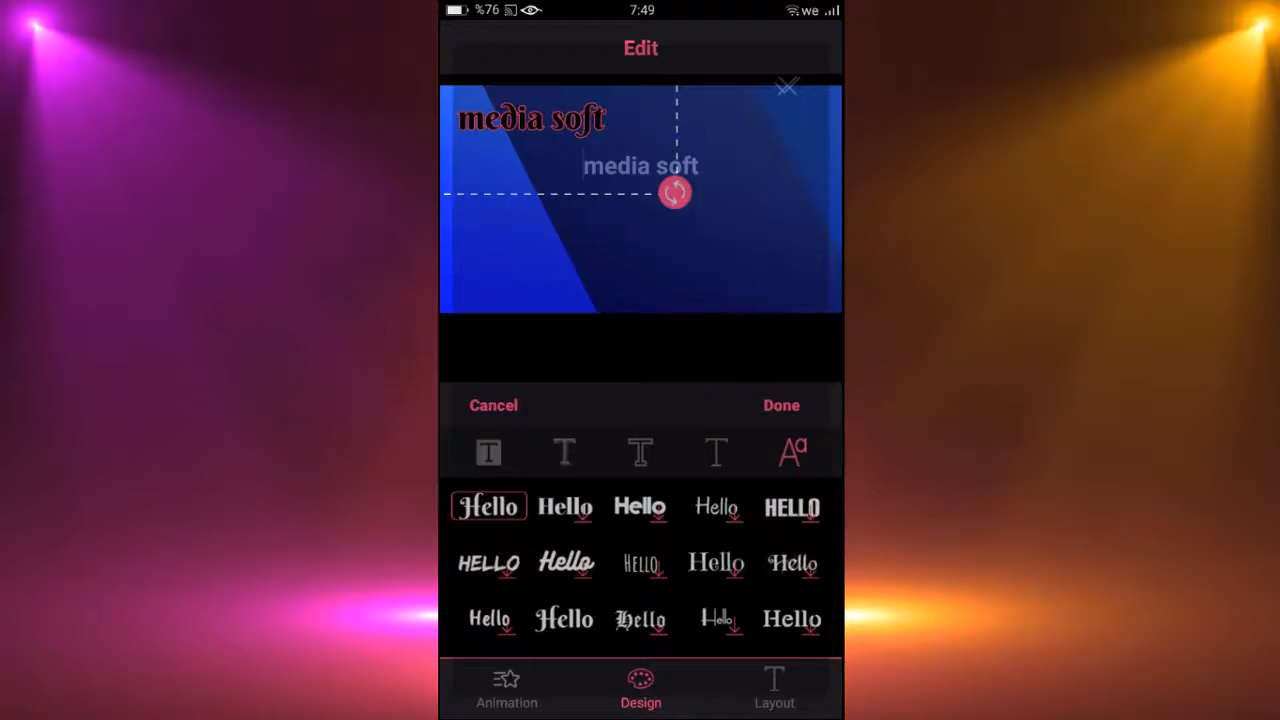 %76 7:49 we
Edit
media soft
media soft
Cancel Done
T T T T Aa
Hello Hello Hello Hello HELLO
HELLO Hello HELLO Hello Hello
Hello Hello Hello Hello Hello
Animation Design Layout